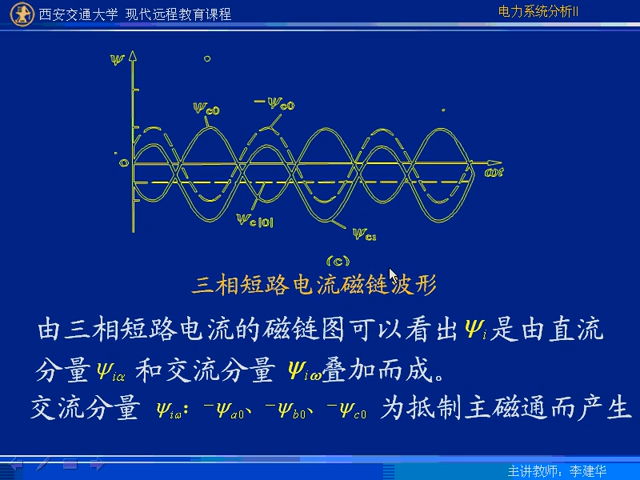 西安交通大学 现代远程教育课程
电力系统分析II
Ψ
Ψc0
−Ψc0
0
ωt
Ψc|0|
Ψci
(c)
三相短路电流磁链波形
由三相短路电流的磁链图可以看出ψi是由直流
分量ψiα和交流分量ψiω叠加而成。
交流分量 ψiω：−ψa0、−ψb0、−ψc0 为抵制主磁通而产生
主讲教师：李建华